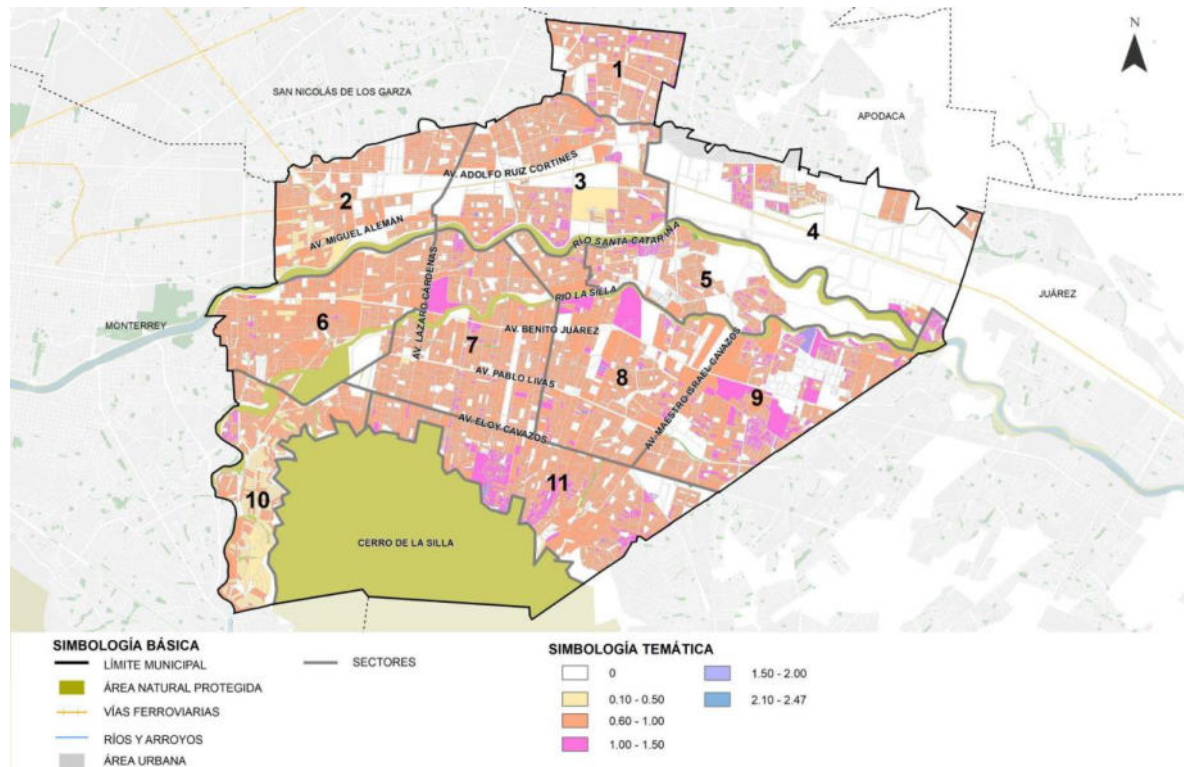 N
1
SAN NICOLÁS DE LOS GARZA
APODACA
AV. ADOLFO RUIZ CORTINES
3
2
AV. MIGUEL ALEMÁN
RÍO SANTA CATARINA
4
AV. LAZARO CARDENAS
5
JUÁREZ
RIO LA SILLA
MONTERREY
6
AV. BENITO JUÁREZ
7
AV. PABLO LIVAS
8
AV. MAESTRO ISRAEL CAVAZOS
9
AV. ELOY CAVAZOS
10
11
CERRO DE LA SILLA
SIMBOLOGÍA BÁSICA
LÍMITE MUNICIPAL
ÁREA NATURAL PROTEGIDA
VÍAS FERROVIARIAS
RÍOS Y ARROYOS
ÁREA URBANA
SECTORES
SIMBOLOGÍA TEMÁTICA
0
0.10 - 0.50
0.60 - 1.00
1.00 - 1.50
1.50 - 2.00
2.10 - 2.47